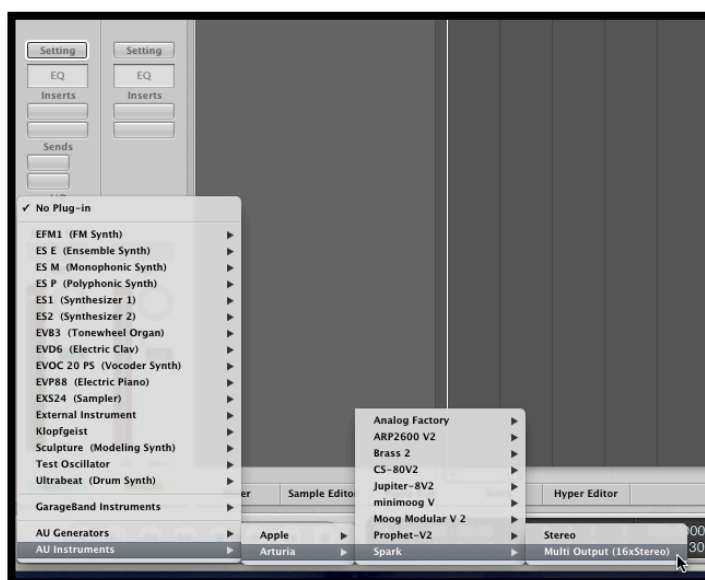 Setting
Setting
EQ
EQ
Inserts
Inserts
Sends
✓ No Plug-in
EFM1 (FM Synth)
ES E (Ensemble Synth)
ES M (Monophonic Synth)
ES P (Polyphonic Synth)
ES1 (Synthesizer 1)
ES2 (Synthesizer 2)
EVB3 (Tonewheel Organ)
EVD6 (Electric Clav)
EVOC 20 PS (Vocoder Synth)
EVP88 (Electric Piano)
EXS24 (Sampler)
External Instrument
Klopfgeist
Sculpture (Modeling Synth)
Test Oscillator
Ultrabeat (Drum Synth)
GarageBand Instruments
AU Generators
AU Instruments
Sample Edito
Hyper Editor
Apple
Arturia
Analog Factory
ARP2600 V2
Brass 2
CS-80V2
Jupiter-8V2
minimoog V
Moog Modular V 2
Prophet-V2
Spark
Stereo
Multi Output (16xStereo)
30